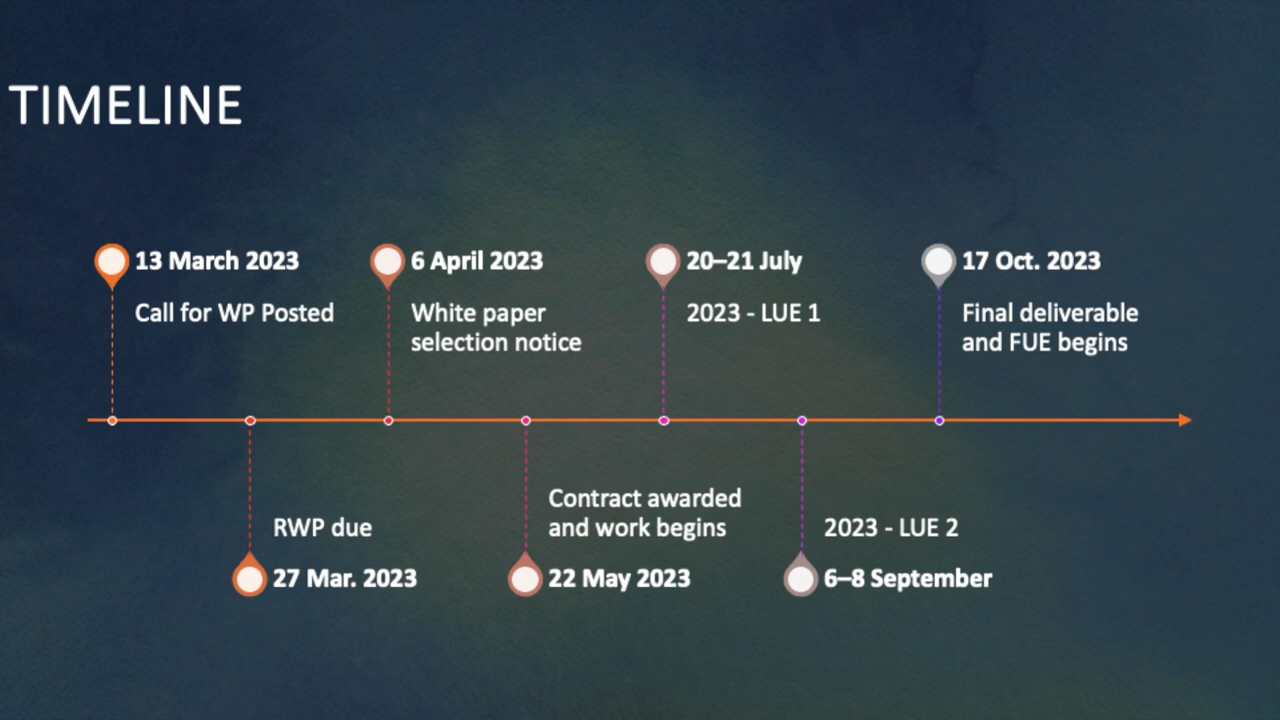 TIMELINE
13 March 2023
Call for WP Posted
6 April 2023
White paper
selection notice
20–21 July
2023 - LUE 1
17 Oct. 2023
Final deliverable
and FUE begins
RWP due
27 Mar. 2023
Contract awarded
and work begins
22 May 2023
2023 - LUE 2
6–8 September